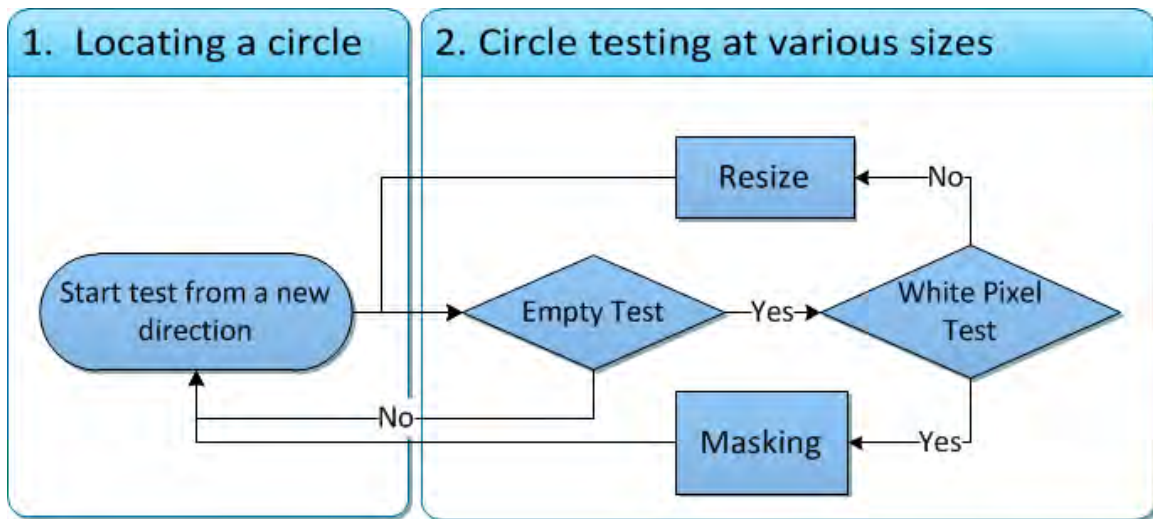 1. Locating a circle
2. Circle testing at various sizes
Resize
No
Start test from a new
direction
Empty Test
Yes
White Pixel
Test
No
Masking
Yes